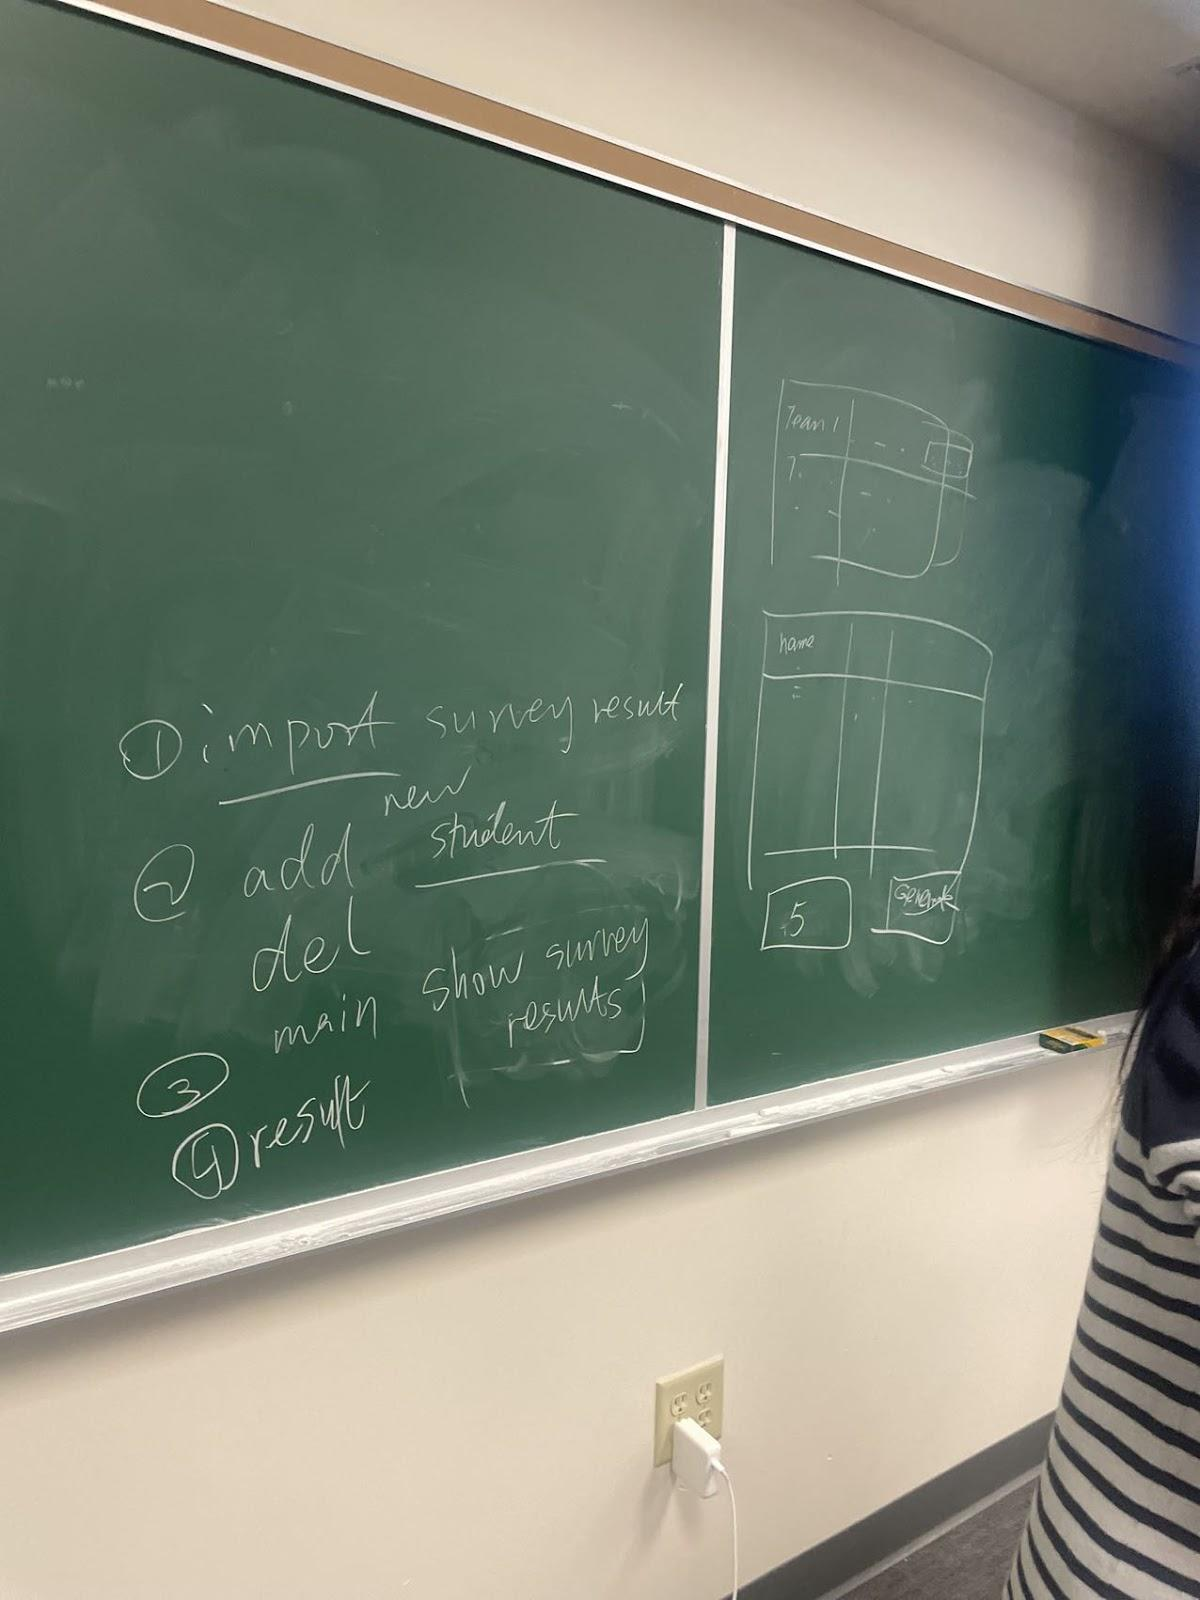 ① import survey result
② add new student
del
main show survey
results
③
④ result
Team 1
name
5
Generate